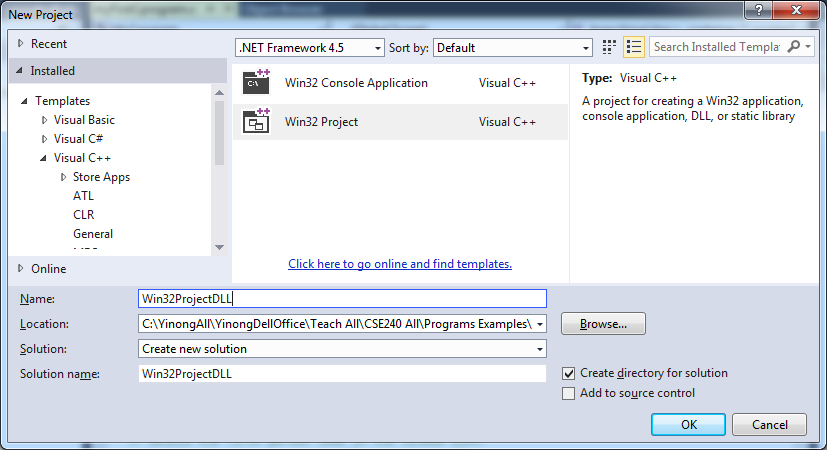 New Project
Recent
Installed
Templates
Visual Basic
Visual C#
Visual C++
Store Apps
ATL
CLR
General
Online
.NET Framework 4.5
Sort by: Default
Search Installed Templat
Win32 Console Application Visual C++
Win32 Project Visual C++
Click here to go online and find templates.
Type: Visual C++
A project for creating a Win32 application,
console application, DLL, or static library
Name: Win32ProjectDLL
Location: C:\YinongAll\YinongDellOffice\Teach All\CSE240 All\Programs Examples\
Browse...
Solution: Create new solution
Solution name: Win32ProjectDLL
Create directory for solution
Add to source control
OK
Cancel